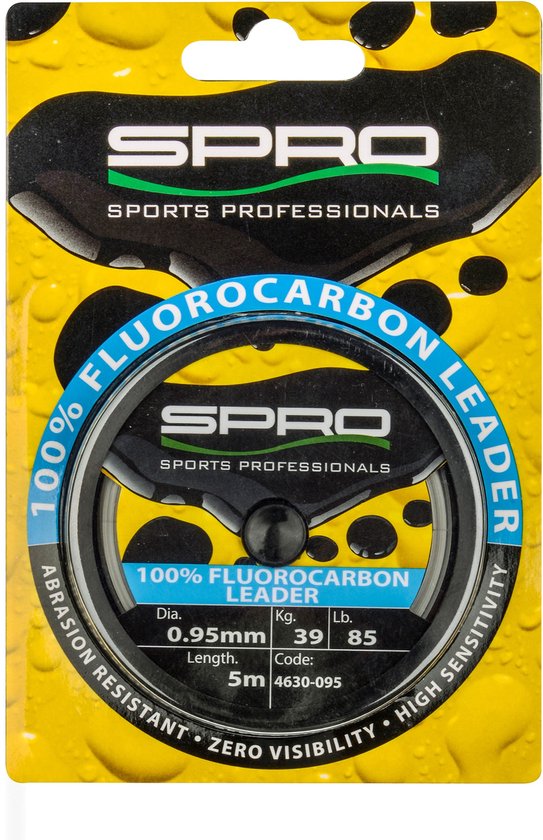 SPRO
SPORTS PROFESSIONALS
100% FLUOROCARBON LEADER
SPRO
SPORTS PROFESSIONALS
100% FLUOROCARBON
LEADER
Dia. Kg. Lb.
0.95mm 39 85
Length. Code:
5m 4630-095
ABRASION RESISTANT • ZERO VISIBILITY • HIGH SENSITIVITY